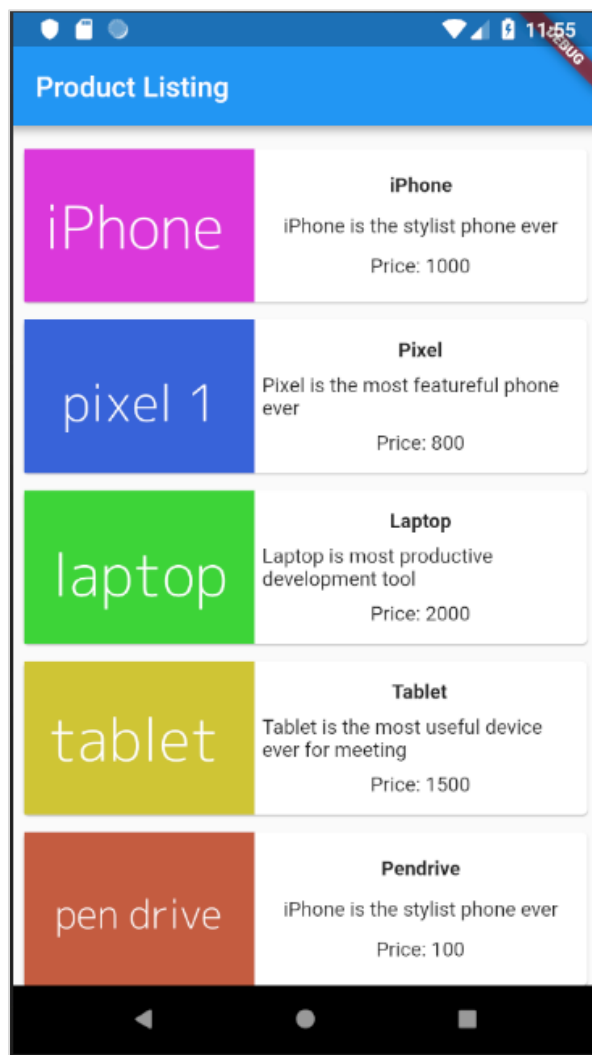 11:55
DEBUG
Product Listing
iPhone
iPhone
iPhone is the stylist phone ever
Price: 1000
pixel 1
Pixel
Pixel is the most featureful phone
ever
Price: 800
laptop
Laptop
Laptop is most productive
development tool
Price: 2000
tablet
Tablet
Tablet is the most useful device
ever for meeting
Price: 1500
pen drive
Pendrive
iPhone is the stylist phone ever
Price: 100